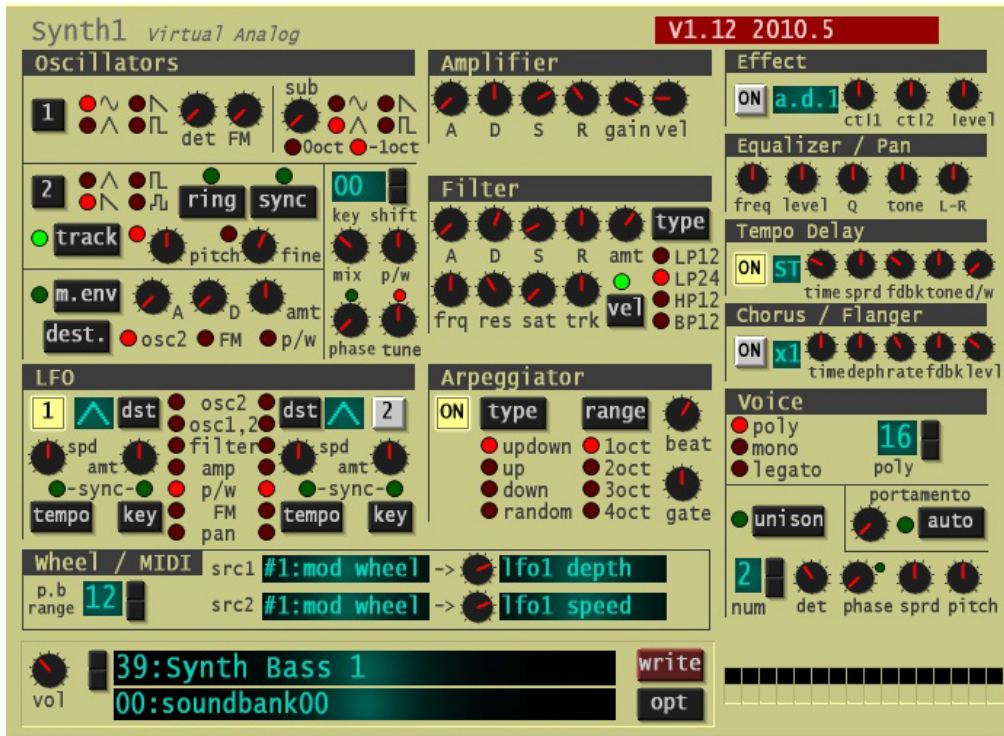 Synth1 Virtual Analog
V1.12 2010.5
Oscillators
1
det FM
sub
0oct -1oct
2
ring sync
track
pitch fine
00
key shift
mix p/w
phase tune
m.env
A D amt
dest.
osc2 FM p/w
Amplifier
A D S R gain vel
Filter
A D S R amt
type
frq res sat trk
vel
LP12
LP24
HP12
BP12
Effect
ON a.d.1
ctl1 ctl2 level
Equalizer / Pan
freq level Q tone L-R
Tempo Delay
ON ST
time sprd fdbk tone d/w
Chorus / Flanger
ON x1
time deph rate fdbk levl
LFO
1 dst
spd
amt
-sync-
tempo key
osc2
osc1,2
filter
amp
p/w
FM
pan
dst 2
spd
amt
-sync-
tempo key
Arpeggiator
ON type range
updown
up
down
random
1oct
2oct
3oct
4oct
beat
gate
Voice
poly
mono
legato
16
poly
unison
portamento
auto
2
num det phase sprd pitch
Wheel / MIDI
p.b
range 12
src1 #1:mod wheel -> lfo1 depth
src2 #1:mod wheel -> lfo1 speed
vol
39:Synth Bass 1
00:soundbank00
write
opt